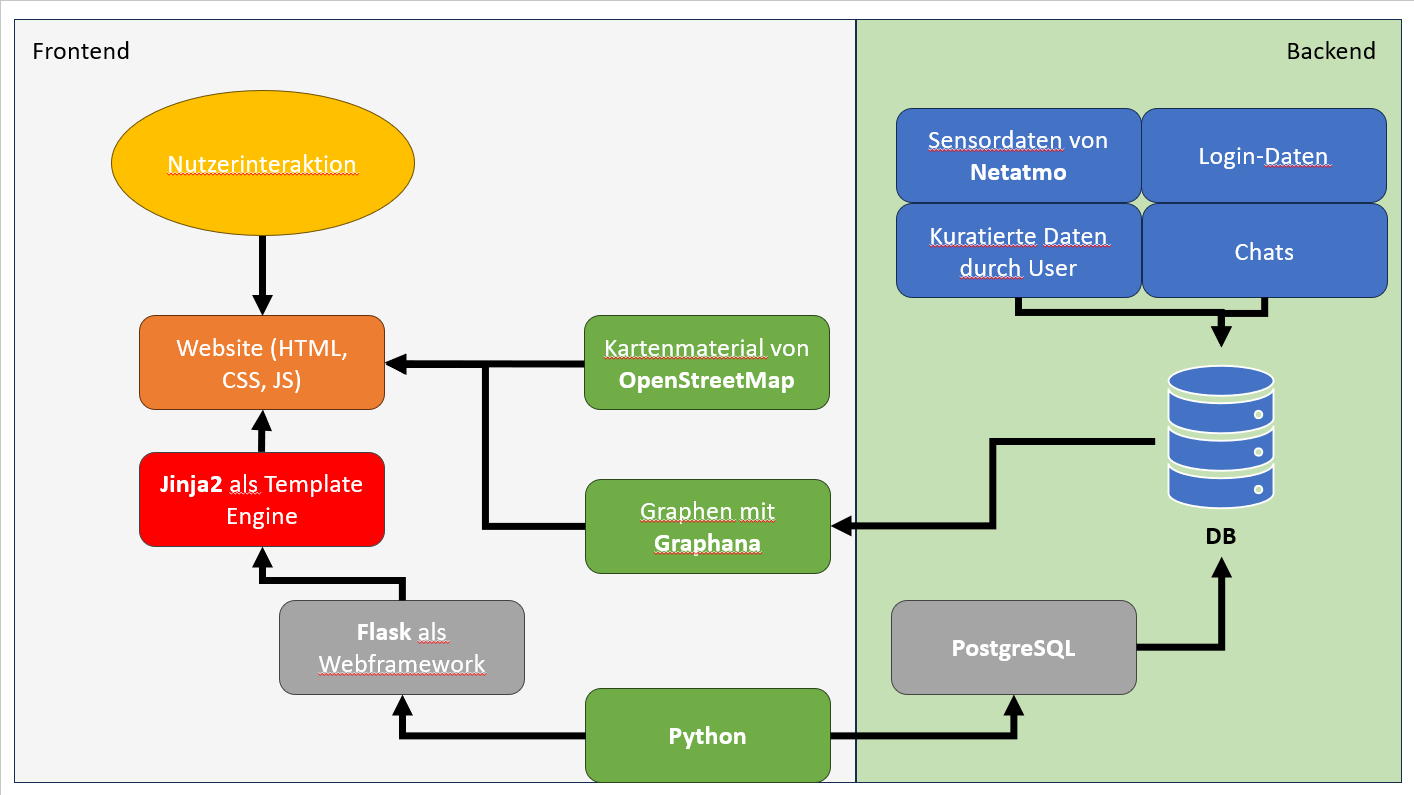 Frontend
Backend
Nutzerinteraktion
Sensordaten von
Netatmo
Login-Daten
Kuratierte Daten
durch User
Chats
Website (HTML,
CSS, JS)
Kartenmaterial von
OpenStreetMap
Jinja2 als Template
Engine
Graphen mit
Graphana
DB
Flask als
Webframework
PostgreSQL
Python